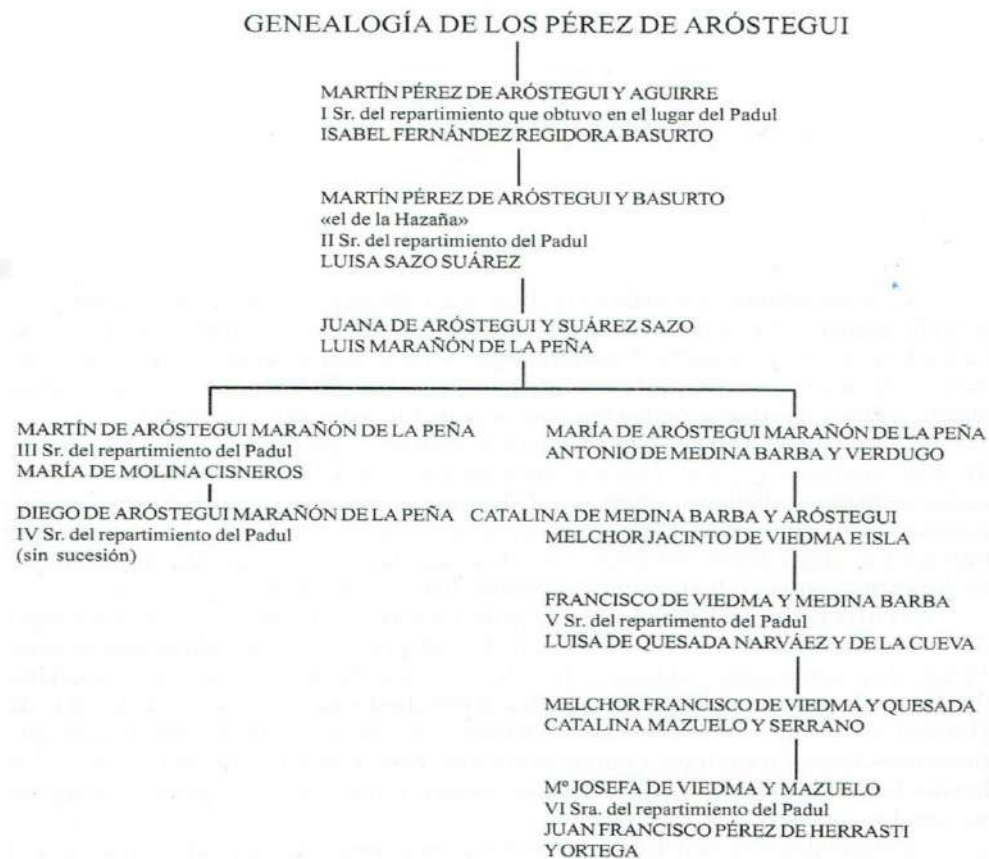 GENEALOGÍA DE LOS PÉREZ DE ARÓSTEGUI
MARTÍN PÉREZ DE ARÓSTEGUI Y AGUIRRE
I Sr. del repartimiento que obtuvo en el lugar del Padul
ISABEL FERNÁNDEZ REGIDORA BASURTO
MARTÍN PÉREZ DE ARÓSTEGUI Y BASURTO
«el de la Hazaña»
II Sr. del repartimiento del Padul
LUISA SAZO SUÁREZ
JUANA DE ARÓSTEGUI Y SUÁREZ SAZO
LUIS MARAÑÓN DE LA PEÑA
MARTÍN DE ARÓSTEGUI MARAÑÓN DE LA PEÑA
III Sr. del repartimiento del Padul
MARÍA DE MOLINA CISNEROS
DIEGO DE ARÓSTEGUI MARAÑÓN DE LA PEÑA
IV Sr. del repartimiento del Padul
(sin sucesión)
MARÍA DE ARÓSTEGUI MARAÑÓN DE LA PEÑA
ANTONIO DE MEDINA BARBA Y VERDUGO
CATALINA DE MEDINA BARBA Y ARÓSTEGUI
MELCHOR JACINTO DE VIEDMA E ISLA
FRANCISCO DE VIEDMA Y MEDINA BARBA
V Sr. del repartimento del Padul
LUISA DE QUESADA NARVÁEZ Y DE LA CUEVA
MELCHOR FRANCISCO DE VIEDMA Y QUESADA
CATALINA MAZUELO Y SERRANO
Mº JOSEFA DE VIEDMA Y MAZUELO
VI Sra. del repartimiento del Padul
JUAN FRANCISCO PÉREZ DE HERRASTI
Y ORTEGA